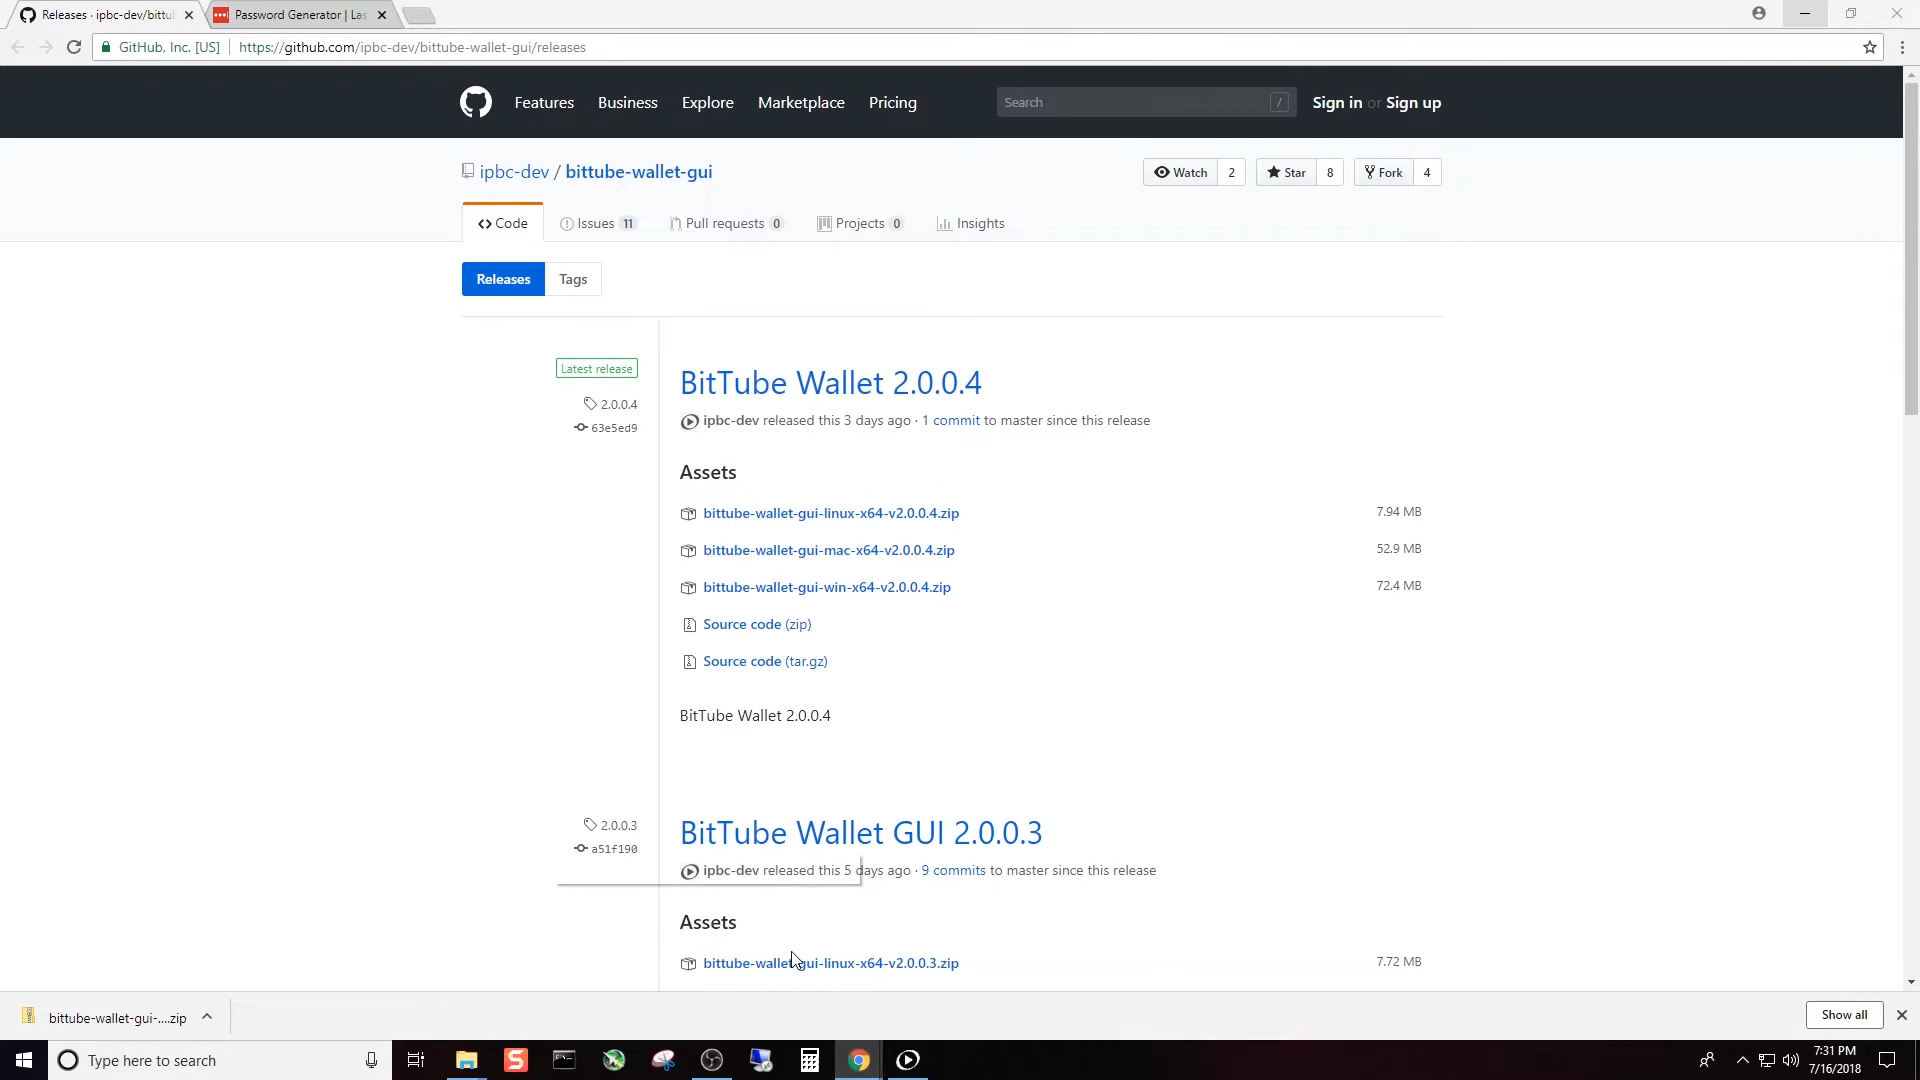 Releases · ipbc-dev/bittu
Password Generator | Las
GitHub, Inc. [US]
https://github.com/ipbc-dev/bittube-wallet-gui/releases
Features
Business
Explore
Marketplace
Pricing
Search
/
Sign in or Sign up
ipbc-dev / bittube-wallet-gui
Watch 2
Star 8
Fork 4
Code
Issues 11
Pull requests 0
Projects 0
Insights
Releases
Tags
Latest release
2.0.0.4
63e5ed9
BitTube Wallet 2.0.0.4
ipbc-dev released this 3 days ago · 1 commit to master since this release
Assets
bittube-wallet-gui-linux-x64-v2.0.0.4.zip
7.94 MB
bittube-wallet-gui-mac-x64-v2.0.0.4.zip
52.9 MB
bittube-wallet-gui-win-x64-v2.0.0.4.zip
72.4 MB
Source code (zip)
Source code (tar.gz)
BitTube Wallet 2.0.0.4
2.0.0.3
a51f190
BitTube Wallet GUI 2.0.0.3
ipbc-dev released this 5 days ago · 9 commits to master since this release
Assets
bittube-wallet-gui-linux-x64-v2.0.0.3.zip
7.72 MB
bittube-wallet-gui-....zip
Show all
Type here to search
7:31 PM
7/16/2018